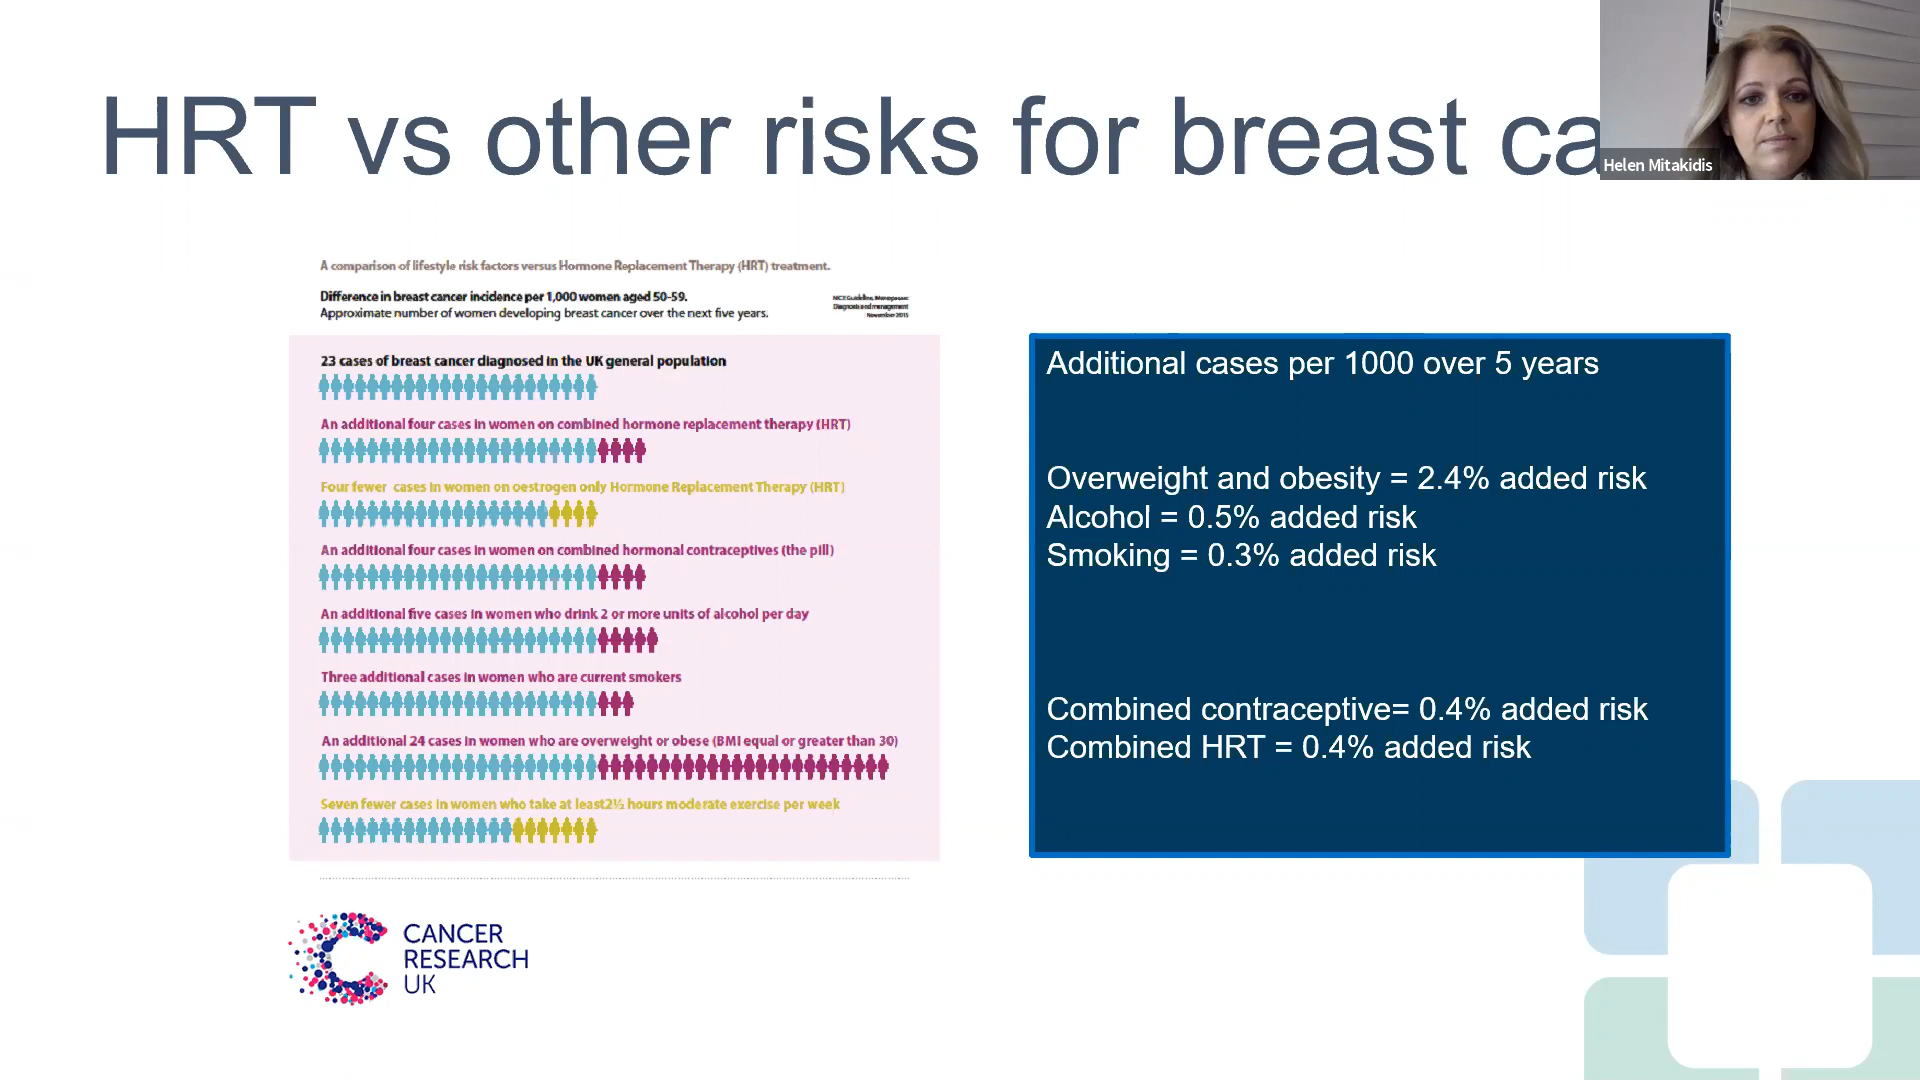 HRT vs other risks for breast ca
Helen Mitakidis
A comparison of lifestyle risk factors versus Hormone Replacement Therapy (HRT) treatment.
Difference in breast cancer incidence per 1,000 women aged 50-59.
Approximate number of women developing breast cancer over the next five years.
NICE Guideline, Menopause:
Diagnosis and management
November 2015
23 cases of breast cancer diagnosed in the UK general population
An additional four cases in women on combined hormone replacement therapy (HRT)
Four fewer cases in women on oestrogen only Hormone Replacement Therapy (HRT)
An additional four cases in women on combined hormonal contraceptives (the pill)
An additional five cases in women who drink 2 or more units of alcohol per day
Three additional cases in women who are current smokers
An additional 24 cases in women who are overweight or obese (BMI equal or greater than 30)
Seven fewer cases in women who take at least2½ hours moderate exercise per week
Additional cases per 1000 over 5 years
Overweight and obesity = 2.4% added risk
Alcohol = 0.5% added risk
Smoking = 0.3% added risk
Combined contraceptive= 0.4% added risk
Combined HRT = 0.4% added risk
CANCER
RESEARCH
UK